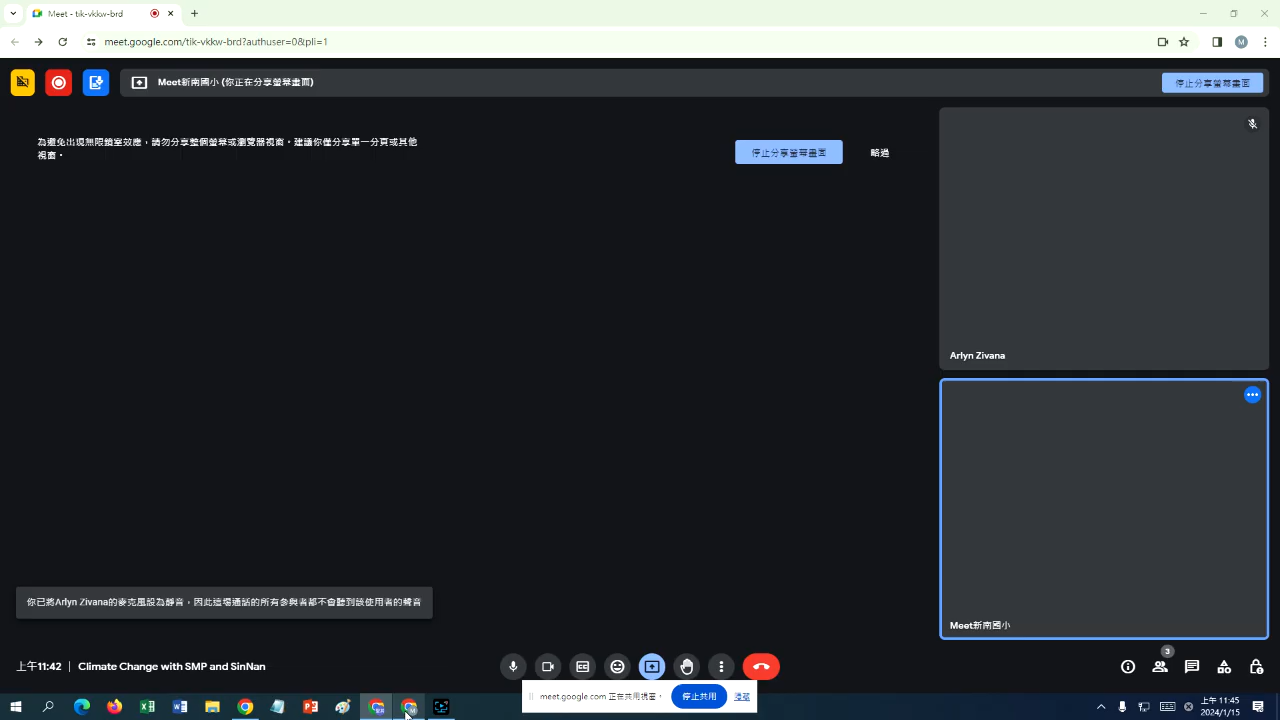 Meet - tik-vkkw-brd
meet.google.com/tik-vkkw-brd?authuser=0&pli=1
M
Meet新南國小 (你正在分享螢幕畫面)
停止分享螢幕畫面
為避免出現無限鏡室效應，請勿分享整個螢幕或瀏覽器視窗。建議你僅分享單一分頁或其他
視窗。
停止分享螢幕畫面
略過
Arlyn Zivana
Meet新南國小
你已將Arlyn Zivana的麥克風設為靜音，因此這場通話的所有參與者都不會聽到該使用者的聲音
上午11:42 | Climate Change with SMP and SinNan
3
meet.google.com 正在共用視窗。
停止共用
隱藏
上午 11:45
2024/1/15